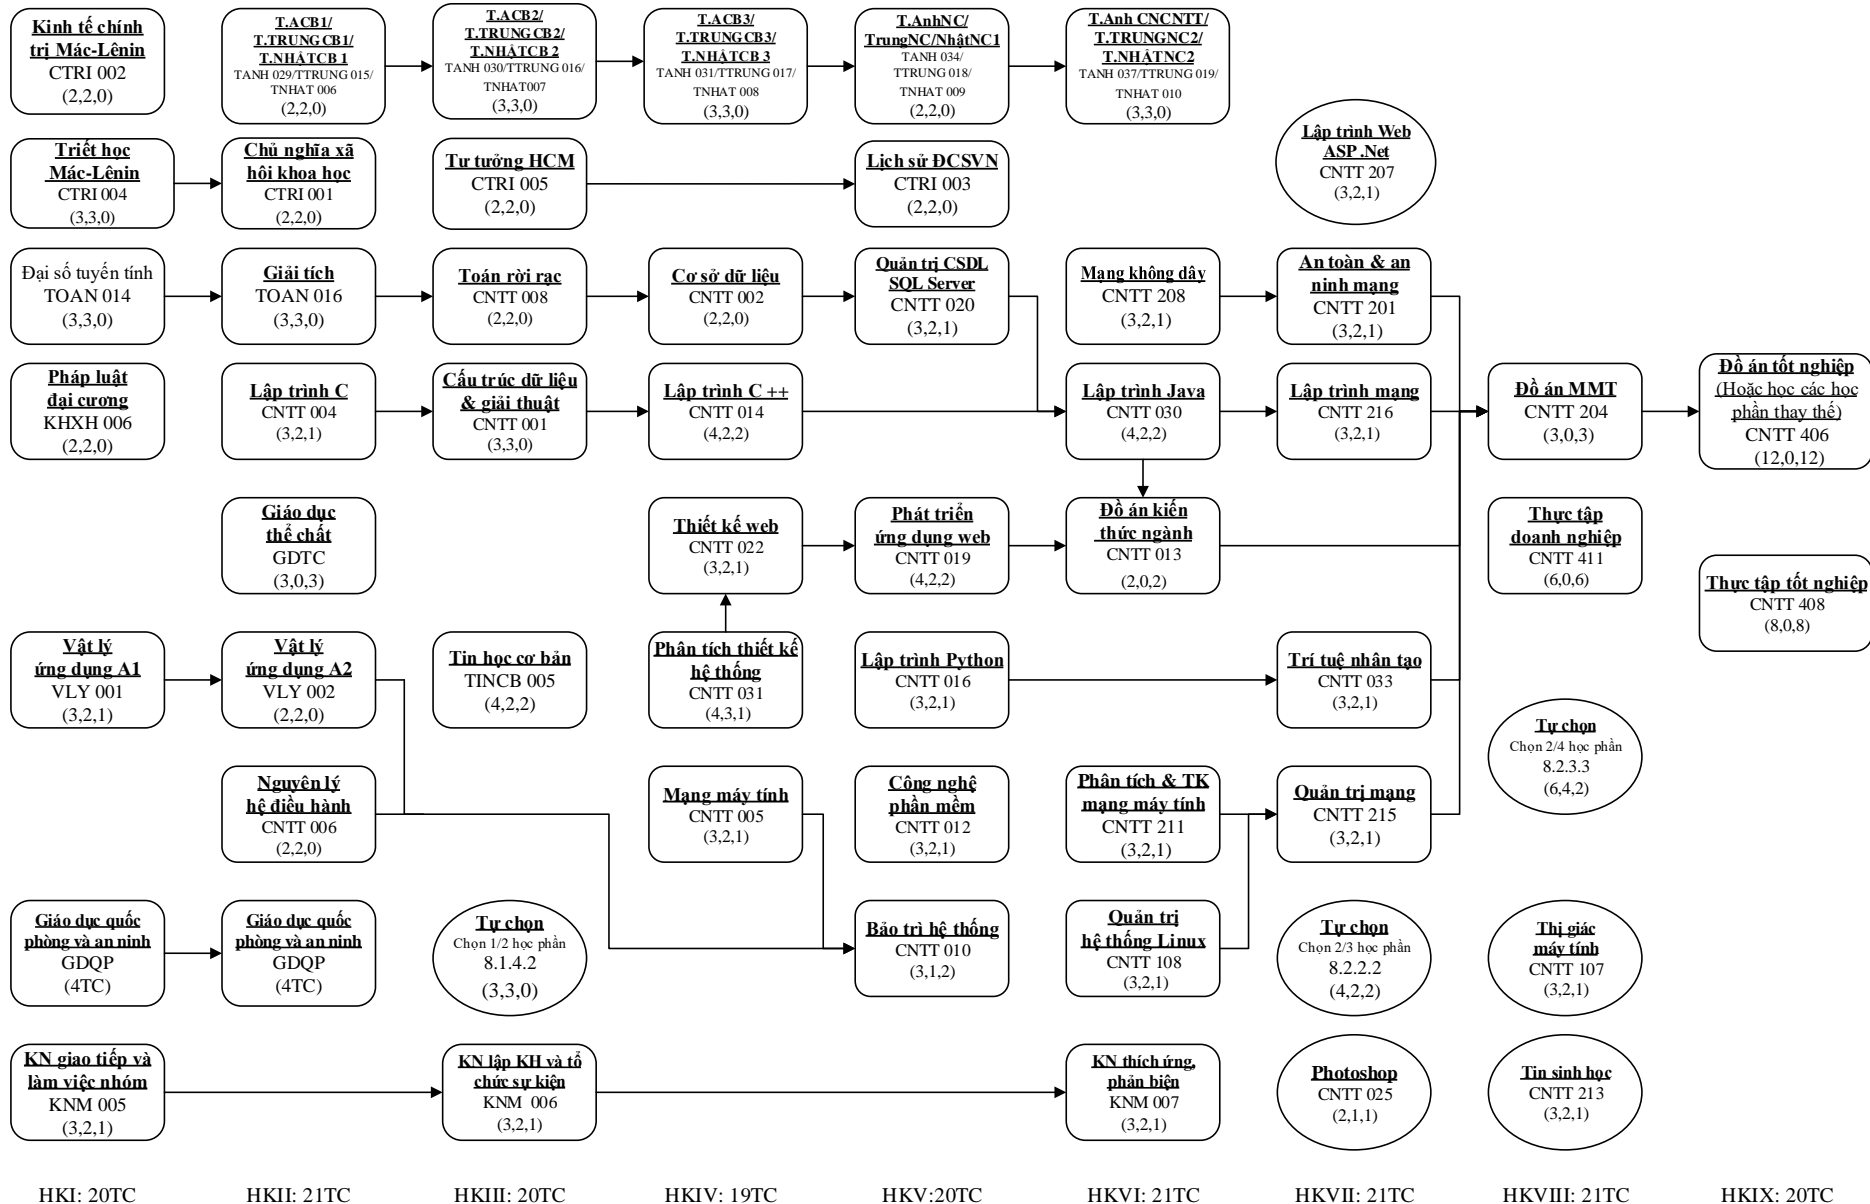 Kinh tế chính
trị Mác-Lênin
CTRI 002
(2,2,0)
T.ACB1/
T.TRUNGCB1/
T.NHẬTCB 1
TANH 029/TTRUNG 015/
TNHAT 006
(2,2,0)
T.ACB2/
T.TRUNGCB2/
T.NHẬTCB 2
TANH 030/TTRUNG 016/
TNHAT007
(3,3,0)
T.ACB3/
T.TRUNGCB3/
T.NHẬTCB 3
TANH 031/TTRUNG 017/
TNHAT 008
(3,3,0)
T.AnhNC/
TrungNC/NhậtNC1
TANH 034/
TTRUNG 018/
TNHAT 009
(2,2,0)
T.Anh CNCNTT/
T.TRUNGNC2/
T.NHẬTNC2
TANH 037/TTRUNG 019/
TNHAT 010
(3,3,0)
Lập trình Web
ASP .Net
CNTT 207
(3,2,1)
Triết học
Mác-Lênin
CTRI 004
(3,3,0)
Chủ nghĩa xã
hôi khoa học
CTRI 001
(2,2,0)
Tư tưởng HCM
CTRI 005
(2,2,0)
Lịch sử ĐCSVN
CTRI 003
(2,2,0)
Đại số tuyến tính
TOAN 014
(3,3,0)
Giải tích
TOAN 016
(3,3,0)
Toán rời rạc
CNTT 008
(2,2,0)
Cơ sở dữ liệu
CNTT 002
(2,2,0)
Quản trị CSDL
SQL Server
CNTT 020
(3,2,1)
Mạng không dây
CNTT 208
(3,2,1)
An toàn & an
ninh mạng
CNTT 201
(3,2,1)
Pháp luật
đại cương
KHXH 006
(2,2,0)
Lập trình C
CNTT 004
(3,2,1)
Cấu trúc dữ liệu
& giải thuật
CNTT 001
(3,3,0)
Lập trình C ++
CNTT 014
(4,2,2)
Lập trình Java
CNTT 030
(4,2,2)
Lập trình mạng
CNTT 216
(3,2,1)
Đồ án MMT
CNTT 204
(3,0,3)
Đồ án tốt nghiệp
(Hoặc học các học
phần thay thế)
CNTT 406
(12,0,12)
Giáo dục
thể chất
GDTC
(3,0,3)
Thiết kế web
CNTT 022
(3,2,1)
Phát triển
ứng dụng web
CNTT 019
(4,2,2)
Đồ án kiến
thức ngành
CNTT 013
(2,0,2)
Thực tập
doanh nghiệp
CNTT 411
(6,0,6)
Thực tập tốt nghiệp
CNTT 408
(8,0,8)
Vật lý
ứng dụng A1
VLY 001
(3,2,1)
Vật lý
ứng dụng A2
VLY 002
(2,2,0)
Tin học cơ bản
TINCB 005
(4,2,2)
Phân tích thiết kế
hệ thống
CNTT 031
(4,3,1)
Lập trình Python
CNTT 016
(3,2,1)
Trí tuệ nhân tạo
CNTT 033
(3,2,1)
Tự chọn
Chọn 2/4 học phần
8.2.3.3
(6,4,2)
Nguyên lý
hệ điều hành
CNTT 006
(2,2,0)
Mạng máy tính
CNTT 005
(3,2,1)
Công nghệ
phần mềm
CNTT 012
(3,2,1)
Phân tích & TK
mạng máy tính
CNTT 211
(3,2,1)
Quản trị mạng
CNTT 215
(3,2,1)
Giáo dục quốc
phòng và an ninh
GDQP
(4TC)
Giáo dục quốc
phòng và an ninh
GDQP
(4TC)
Tự chọn
Chọn 1/2 học phần
8.1.4.2
(3,3,0)
Bảo trì hệ thống
CNTT 010
(3,1,2)
Quản trị
hệ thống Linux
CNTT 108
(3,2,1)
Tự chọn
Chọn 2/3 học phần
8.2.2.2
(4,2,2)
Thị giác
máy tính
CNTT 107
(3,2,1)
KN giao tiếp và
làm việc nhóm
KNM 005
(3,2,1)
KN lập KH và tổ
chức sự kiện
KNM 006
(3,2,1)
KN thích ứng,
phản biện
KNM 007
(3,2,1)
Photoshop
CNTT 025
(2,1,1)
Tin sinh học
CNTT 213
(3,2,1)
HKI: 20TC
HKII: 21TC
HKIII: 20TC
HKIV: 19TC
HKV:20TC
HKVI: 21TC
HKVII: 21TC
HKVIII: 21TC
HKIX: 20TC